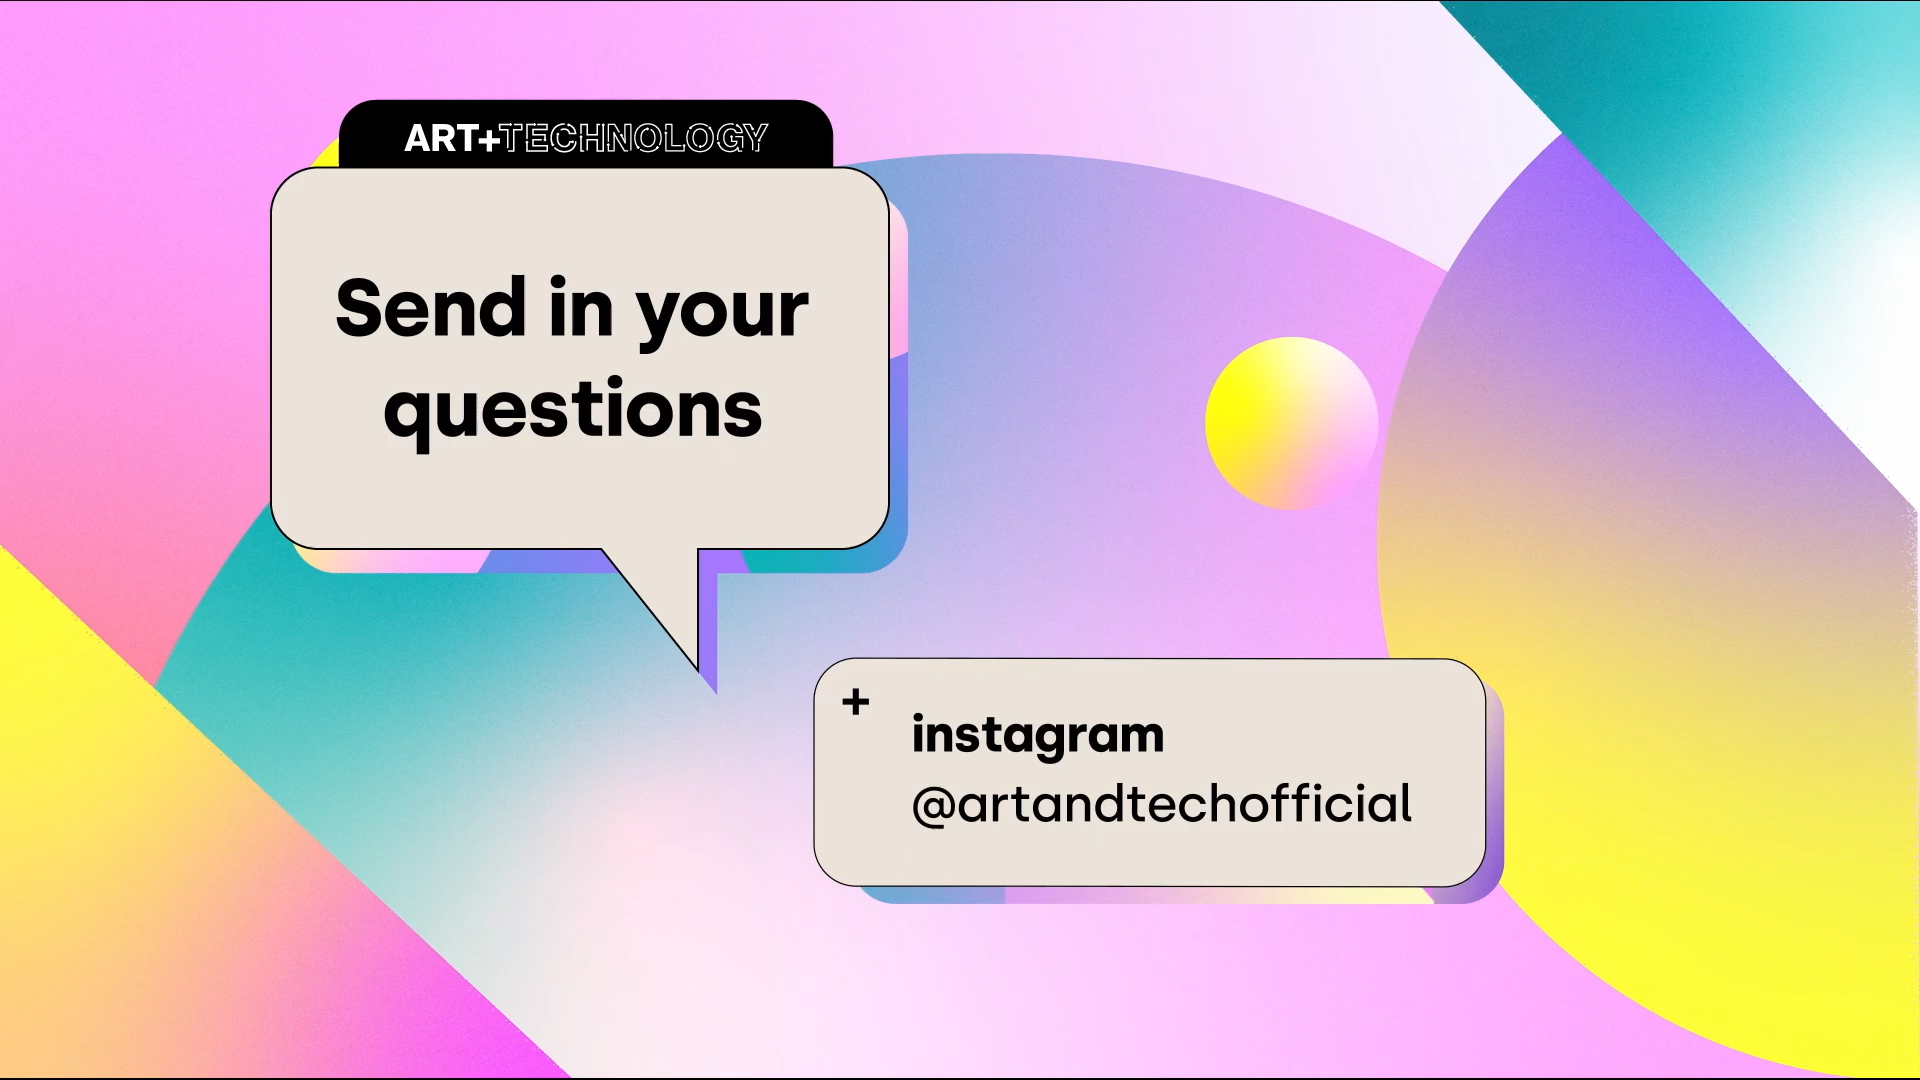 ART+TECHNOLOGY
Send in your
questions
+
instagram
@artandtechofficial